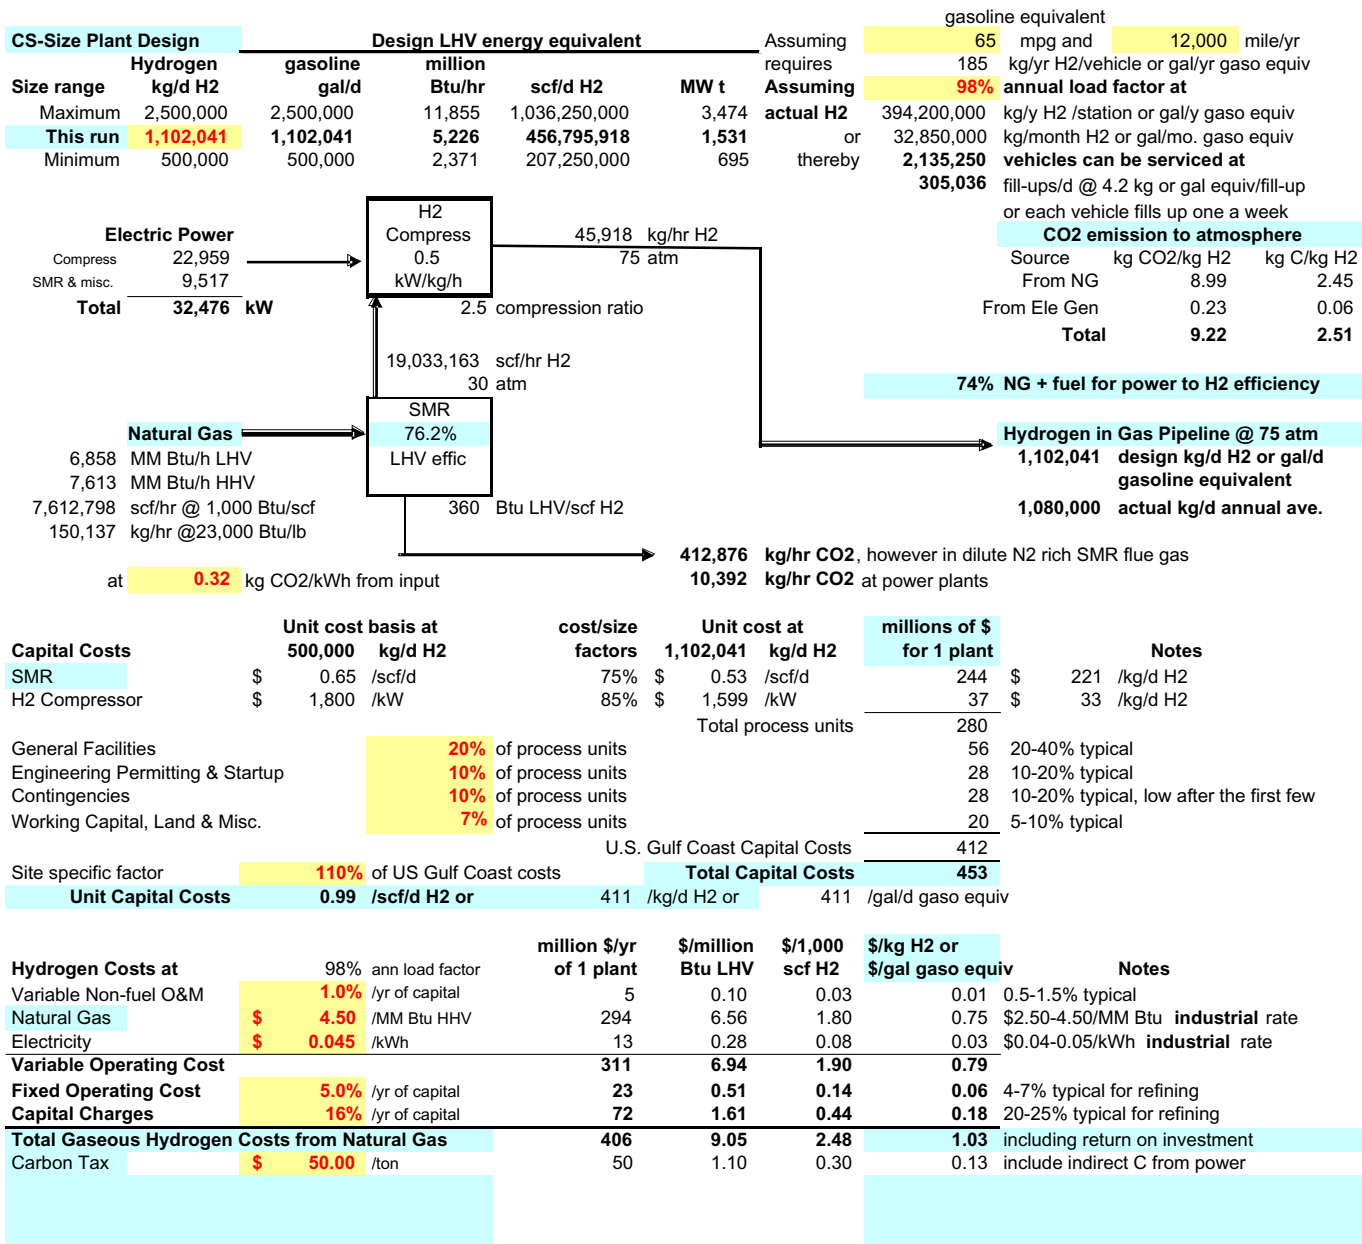 gasoline equivalent
CS-Size Plant Design Design LHV energy equivalent Assuming 65 mpg and 12,000 mile/yr
Hydrogen gasoline million requires 185 kg/yr H2/vehicle or gal/yr gaso equiv
Size range kg/d H2 gal/d Btu/hr scf/d H2 MW t Assuming 98% annual load factor at
Maximum 2,500,000 2,500,000 11,855 1,036,250,000 3,474 actual H2 394,200,000 kg/y H2 /station or gal/y gaso equiv
This run 1,102,041 1,102,041 5,226 456,795,918 1,531 or 32,850,000 kg/month H2 or gal/mo. gaso equiv
Minimum 500,000 500,000 2,371 207,250,000 695 thereby 2,135,250 vehicles can be serviced at
305,036 fill-ups/d @ 4.2 kg or gal equiv/fill-up
H2 or each vehicle fills up one a week
Electric Power Compress 45,918 kg/hr H2 CO2 emission to atmosphere
Compress 22,959 0.5 75 atm Source kg CO2/kg H2 kg C/kg H2
SMR & misc. 9,517 kW/kg/h From NG 8.99 2.45
Total 32,476 kW 2.5 compression ratio From Ele Gen 0.23 0.06
Total 9.22 2.51
19,033,163 scf/hr H2
30 atm 74% NG + fuel for power to H2 efficiency
SMR
Natural Gas 76.2% Hydrogen in Gas Pipeline @ 75 atm
6,858 MM Btu/h LHV LHV effic 1,102,041 design kg/d H2 or gal/d
7,613 MM Btu/h HHV gasoline equivalent
7,612,798 scf/hr @ 1,000 Btu/scf 360 Btu LHV/scf H2 1,080,000 actual kg/d annual ave.
150,137 kg/hr @23,000 Btu/lb
412,876 kg/hr CO2, however in dilute N2 rich SMR flue gas
at 0.32 kg CO2/kWh from input 10,392 kg/hr CO2 at power plants
Unit cost basis at cost/size Unit cost at millions of $
Capital Costs 500,000 kg/d H2 factors 1,102,041 kg/d H2 for 1 plant Notes
SMR $ 0.65 /scf/d 75% $ 0.53 /scf/d 244 $ 221 /kg/d H2
H2 Compressor $ 1,800 /kW 85% $ 1,599 /kW 37 $ 33 /kg/d H2
Total process units 280
General Facilities 20% of process units 56 20-40% typical
Engineering Permitting & Startup 10% of process units 28 10-20% typical
Contingencies 10% of process units 28 10-20% typical, low after the first few
Working Capital, Land & Misc. 7% of process units 20 5-10% typical
U.S. Gulf Coast Capital Costs 412
Site specific factor 110% of US Gulf Coast costs Total Capital Costs 453
Unit Capital Costs 0.99 /scf/d H2 or 411 /kg/d H2 or 411 /gal/d gaso equiv
million $/yr $/million $/1,000 $/kg H2 or
Hydrogen Costs at 98% ann load factor of 1 plant Btu LHV scf H2 $/gal gaso equiv Notes
Variable Non-fuel O&M 1.0% /yr of capital 5 0.10 0.03 0.01 0.5-1.5% typical
Natural Gas $ 4.50 /MM Btu HHV 294 6.56 1.80 0.75 $2.50-4.50/MM Btu industrial rate
Electricity $ 0.045 /kWh 13 0.28 0.08 0.03 $0.04-0.05/kWh industrial rate
Variable Operating Cost 311 6.94 1.90 0.79
Fixed Operating Cost 5.0% /yr of capital 23 0.51 0.14 0.06 4-7% typical for refining
Capital Charges 16% /yr of capital 72 1.61 0.44 0.18 20-25% typical for refining
Total Gaseous Hydrogen Costs from Natural Gas 406 9.05 2.48 1.03 including return on investment
Carbon Tax $ 50.00 /ton 50 1.10 0.30 0.13 include indirect C from power